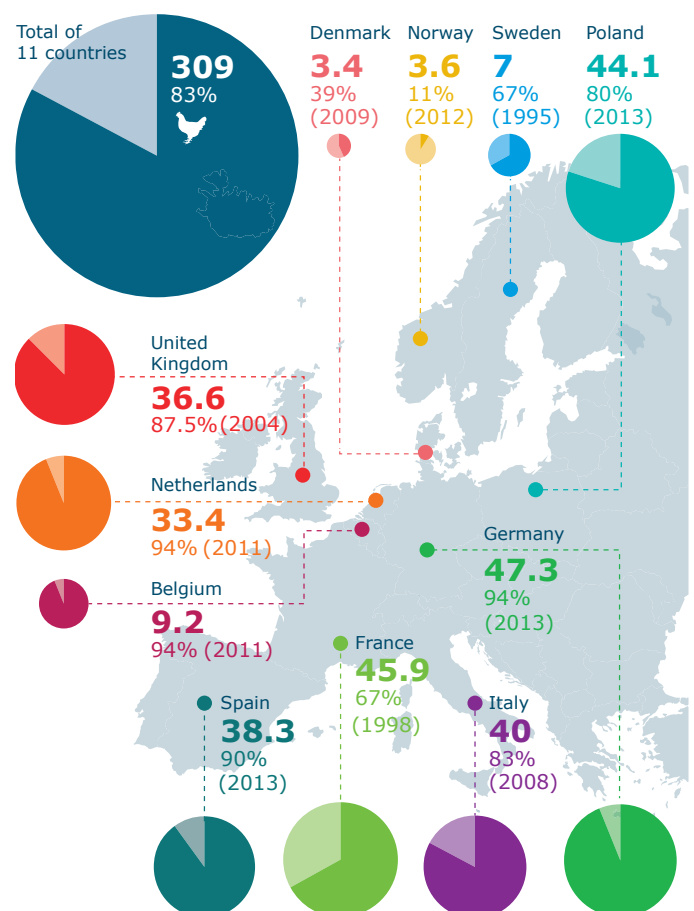 Total of
11 countries
309
83%
Denmark
3.4
39%
(2009)
Norway
3.6
11%
(2012)
Sweden
7
67%
(1995)
Poland
44.1
80%
(2013)
United
Kingdom
36.6
87.5% (2004)
Netherlands
33.4
94% (2011)
Belgium
9.2
94% (2011)
Germany
47.3
94%
(2013)
France
45.9
67%
(1998)
Spain
38.3
90%
(2013)
Italy
40
83%
(2008)